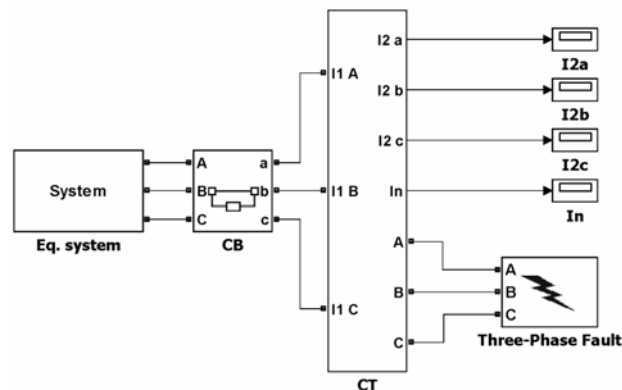 I2 a
I2a
I1 A
I2 b
I2b
I2 c
I2c
A a
System
B b
I1 B
In
C c
In
Eq. system
CB
A
A
B
B
I1 C
C
C
Three-Phase Fault
CT